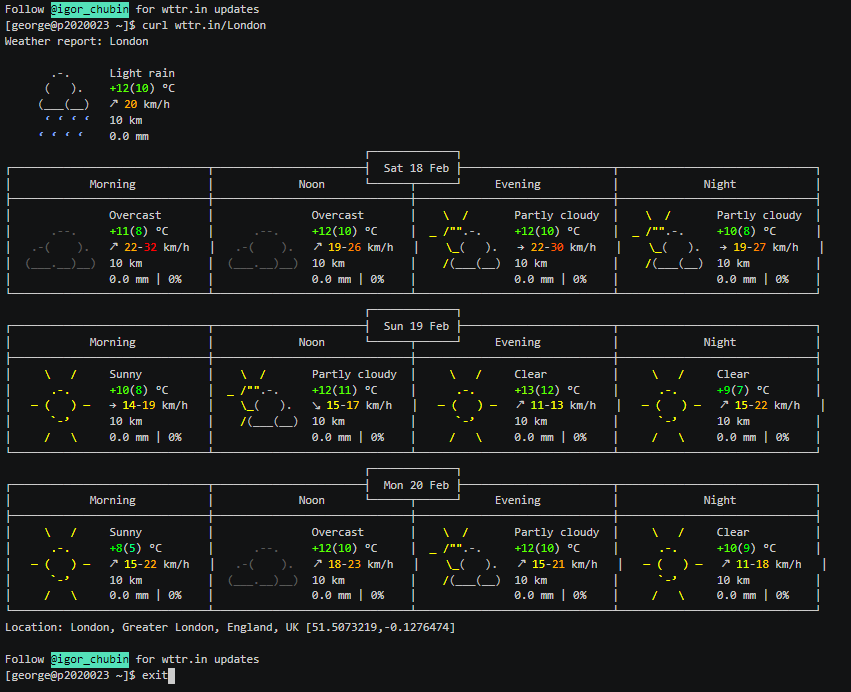 Follow @igor_chubin for wttr.in updates
[george@p2020023 ~]$ curl wttr.in/London
Weather report: London
Light rain
+12(10) °C
↗ 20 km/h
10 km
0.0 mm
Sat 18 Feb
Morning Noon Evening Night
Overcast Overcast Partly cloudy Partly cloudy
+11(8) °C +12(10) °C +12(10) °C +10(8) °C
↗ 22-32 km/h ↗ 19-26 km/h → 22-30 km/h → 19-27 km/h
10 km 10 km 10 km 10 km
0.0 mm | 0% 0.0 mm | 0% 0.0 mm | 0% 0.0 mm | 0%
Sun 19 Feb
Morning Noon Evening Night
Sunny Partly cloudy Clear Clear
+10(8) °C +12(11) °C +13(12) °C +9(7) °C
→ 14-19 km/h ↘ 15-17 km/h ↗ 11-13 km/h ↗ 15-22 km/h
10 km 10 km 10 km 10 km
0.0 mm | 0% 0.0 mm | 0% 0.0 mm | 0% 0.0 mm | 0%
Mon 20 Feb
Morning Noon Evening Night
Sunny Overcast Partly cloudy Clear
+8(5) °C +12(10) °C +12(10) °C +10(9) °C
↗ 15-22 km/h ↗ 18-23 km/h ↗ 15-21 km/h ↗ 11-18 km/h
10 km 10 km 10 km 10 km
0.0 mm | 0% 0.0 mm | 0% 0.0 mm | 0% 0.0 mm | 0%
Location: London, Greater London, England, UK [51.5073219,-0.1276474]
Follow @igor_chubin for wttr.in updates
[george@p2020023 ~]$ exit